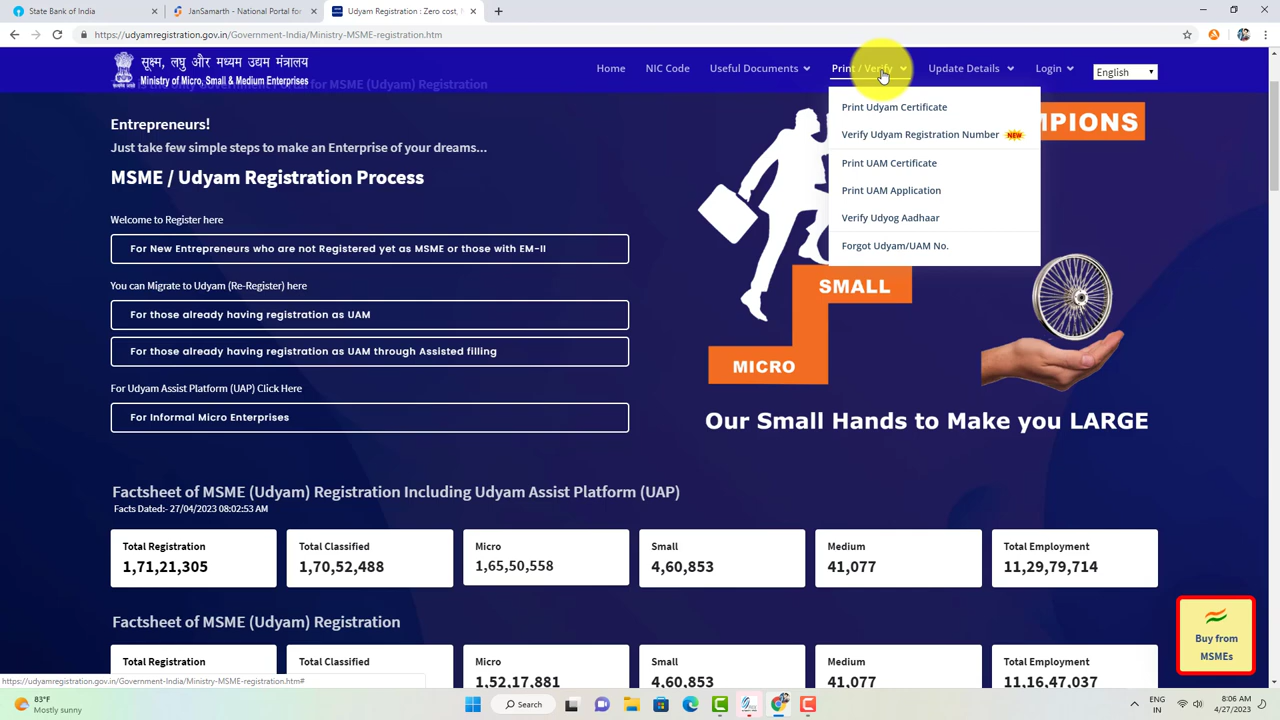 State Bank of India
JanSamarth - National Portal for
Udyam Registration : Zero cost, N
https://udyamregistration.gov.in/Government-India/Ministry-MSME-registration.htm
सूक्ष्म, लघु और मध्यम उद्यम मंत्रालय
Ministry of Micro, Small & Medium Enterprises
Home
NIC Code
Useful Documents
Print / Verify
Update Details
Login
English
is the only Government Portal for MSME (Udyam) Registration
Print Udyam Certificate
Verify Udyam Registration Number NEW
Print UAM Certificate
Print UAM Application
Verify Udyog Aadhaar
Forgot Udyam/UAM No.
MPIONS
Entrepreneurs!
Just take few simple steps to make an Enterprise of your dreams...
MSME / Udyam Registration Process
Welcome to Register here
For New Entrepreneurs who are not Registered yet as MSME or those with EM-II
You can Migrate to Udyam (Re-Register) here
For those already having registration as UAM
For those already having registration as UAM through Assisted filling
For Udyam Assist Platform (UAP) Click Here
For Informal Micro Enterprises
SMALL
MICRO
Our Small Hands to Make you LARGE
Factsheet of MSME (Udyam) Registration Including Udyam Assist Platform (UAP)
Facts Dated:- 27/04/2023 08:02:53 AM
Total Registration
1,71,21,305
Total Classified
1,70,52,488
Micro
1,65,50,558
Small
4,60,853
Medium
41,077
Total Employment
11,29,79,714
Factsheet of MSME (Udyam) Registration
Total Registration
Total Classified
Micro
1,52,17,881
Small
4,60,853
Medium
41,077
Total Employment
11,16,47,037
Buy from
MSMEs
https://udyamregistration.gov.in/Government-India/Ministry-MSME-registration.htm#
83°F
Mostly sunny
Search
ENG
IN
8:06 AM
4/27/2023